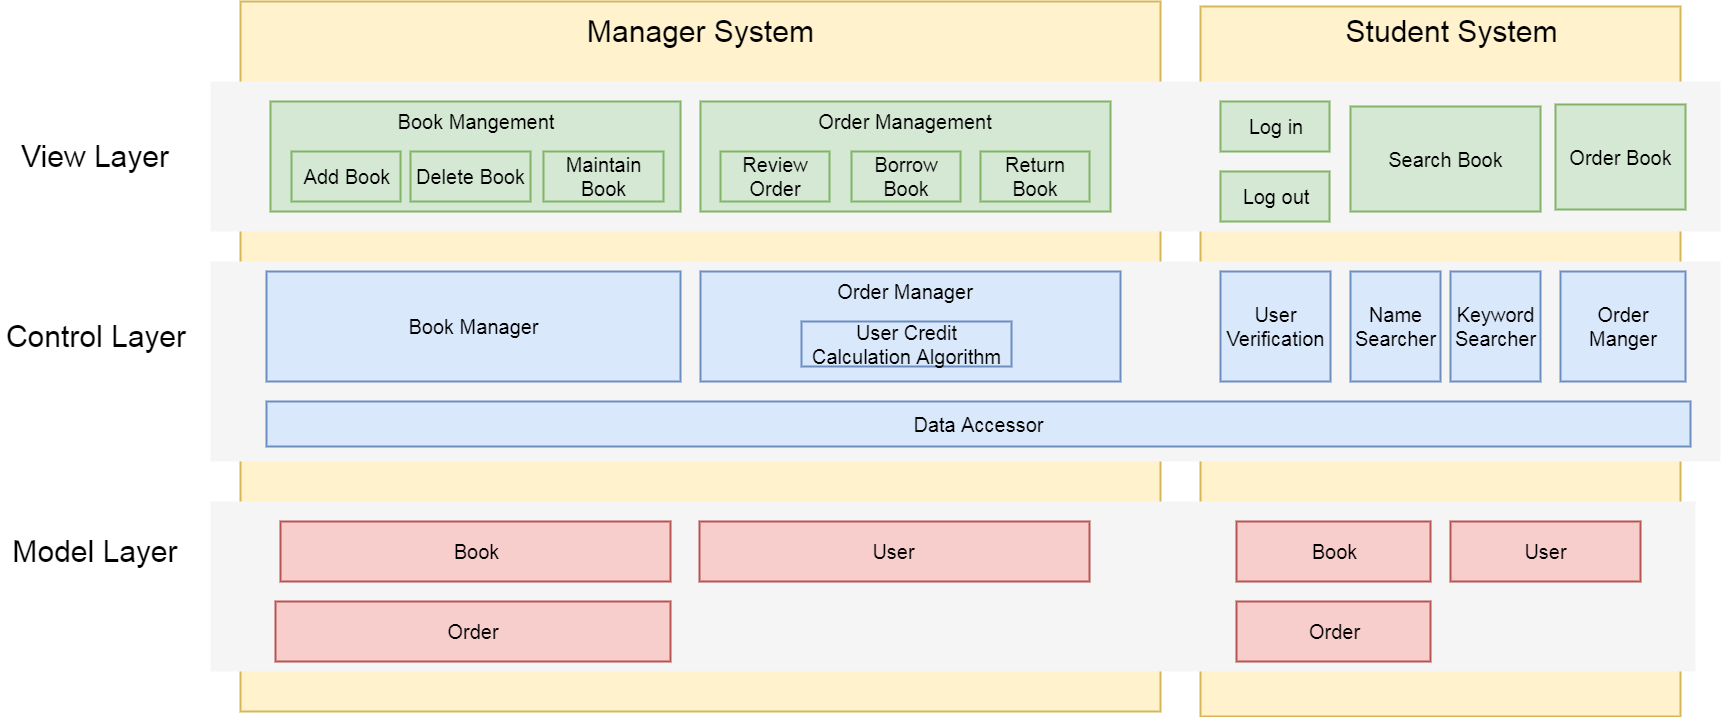 Manager System
Student System
View Layer
Book Mangement
Add Book
Delete Book
Maintain
Book
Order Management
Review
Order
Borrow
Book
Return
Book
Log in
Log out
Search Book
Order Book
Control Layer
Book Manager
Order Manager
User Credit
Calculation Algorithm
User
Verification
Name
Searcher
Keyword
Searcher
Order
Manger
Data Accessor
Model Layer
Book
User
Order
Book
User
Order